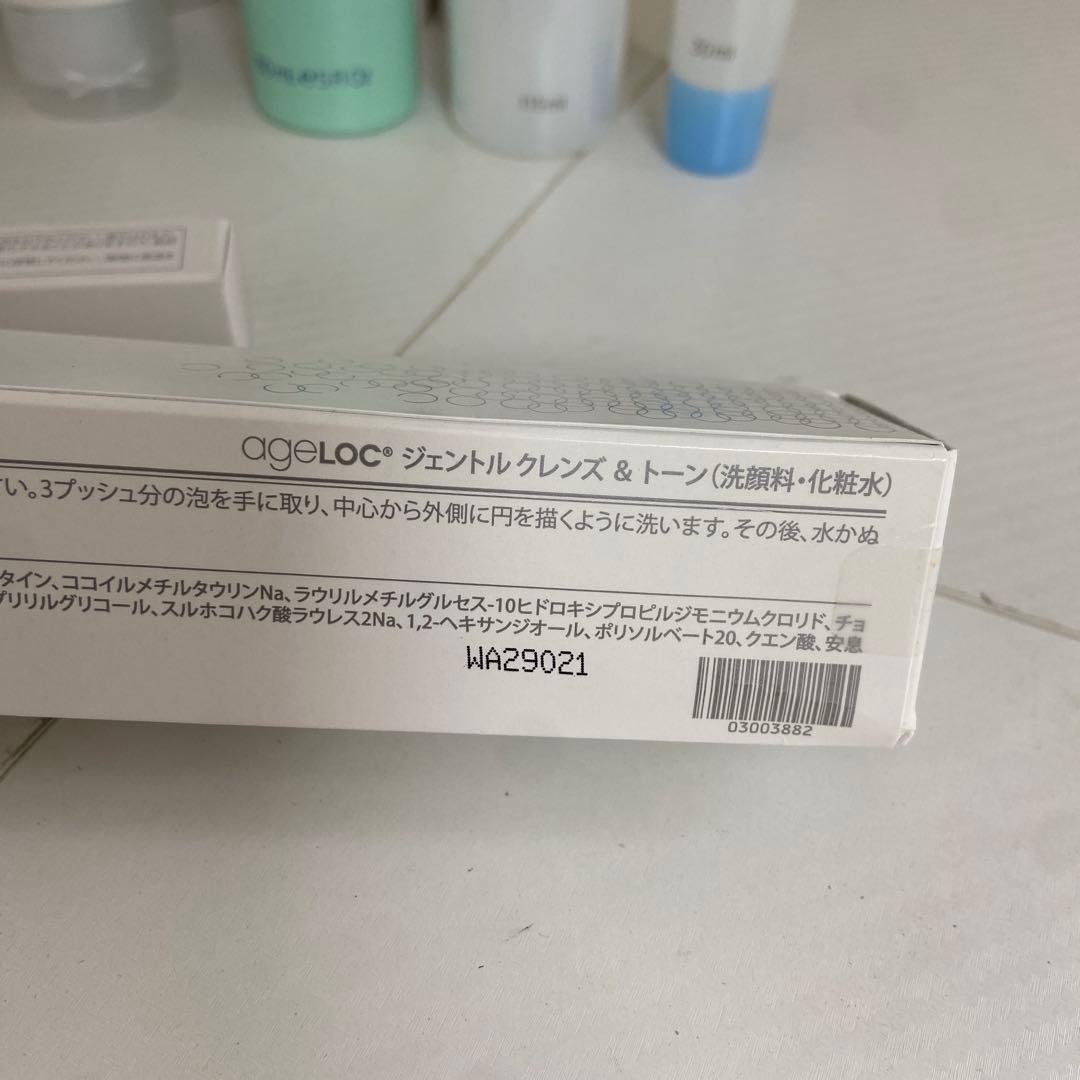 30ml
ageLOC® ジェントル クレンズ & トーン（洗顔料・化粧水）
い。3プッシュ分の泡を手に取り、中心から外側に円を描くように洗います。その後、水かぬ
タイン、ココイルメチルタウリンNa、ラウリルメチルグルセス-10ヒドロキシプロピルジモニウムクロリド、チョ
プリリルグリコール、スルホコハク酸ラウレス2Na、1,2-ヘキサンジオール、ポリソルベート20、クエン酸、安息
WA29021
03003882